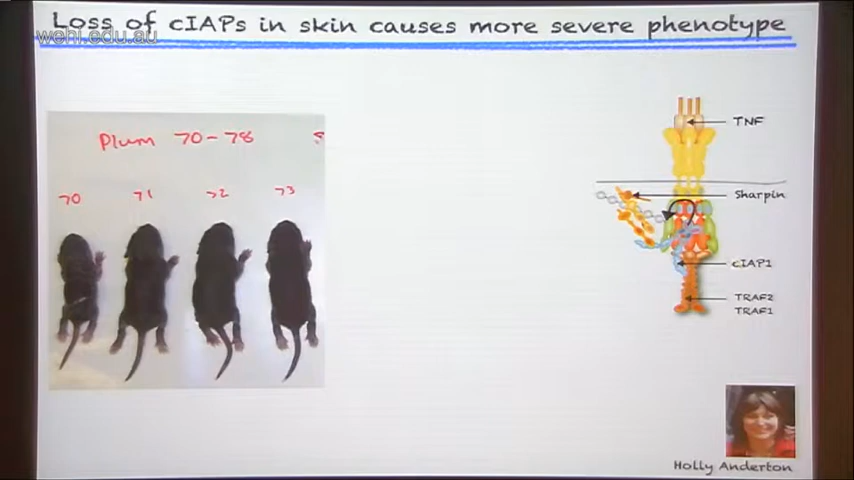 Loss of cIAPs in skin causes more severe phenotype
wehi.edu.au
Plum 70-78
70 71 72 73
TNF
Sharpin
cIAP1
TRAF2
TRAF1
Holly Anderton